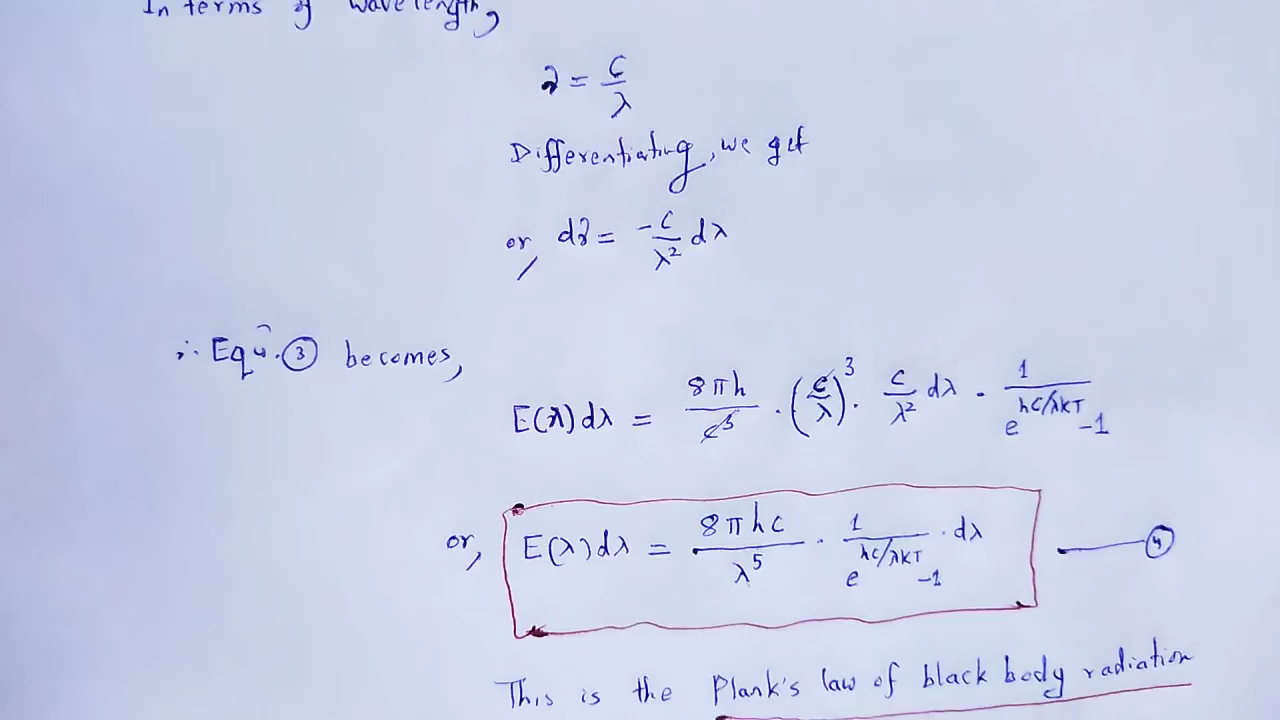 In terms of wavelength,
ν = c/λ
Differentiating, we get
or, dν = -c/λ² dλ
∴ Equⁿ. ③ becomes,
E(λ)dλ = 8πh/c³ · (c/λ)³ · c/λ² dλ · 1/(e^(hc/λKT) -1)
or, E(λ)dλ = 8πhc/λ⁵ · 1/(e^(hc/λKT) -1) · dλ — ④
This is the Plank's law of black body radiation